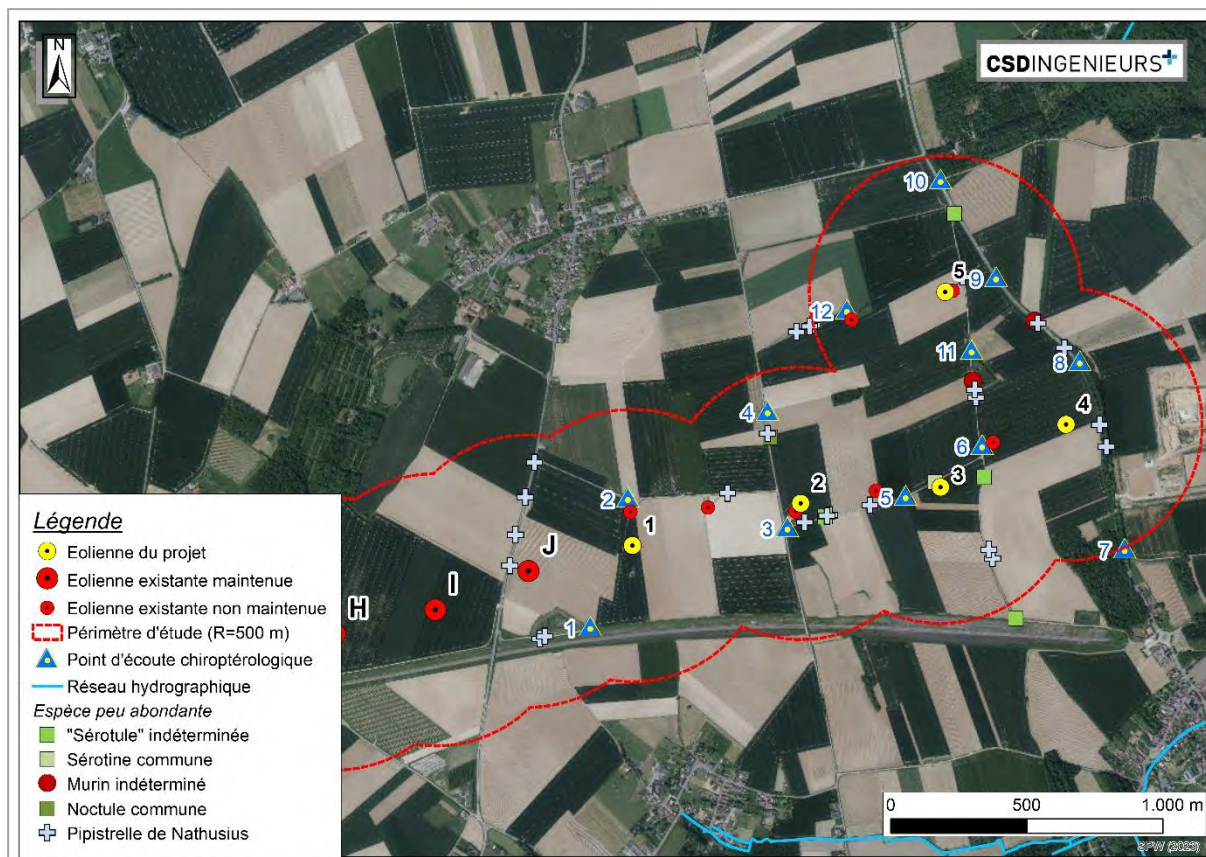 N
CSDINGENIEURS+
10
5
9
12
11
8
4
4
6
3
2
2
5
1
3
7
J
I
H
1
Légende
Eolienne du projet
Eolienne existante maintenue
Eolienne existante non maintenue
Périmètre d'étude (R=500 m)
Point d'écoute chiroptérologique
Réseau hydrographique
Espèce peu abondante
"Sérotule" indéterminée
Sérotine commune
Murin indéterminé
Noctule commune
Pipistrelle de Nathusius
0 500 1.000 m
SPW (2023)